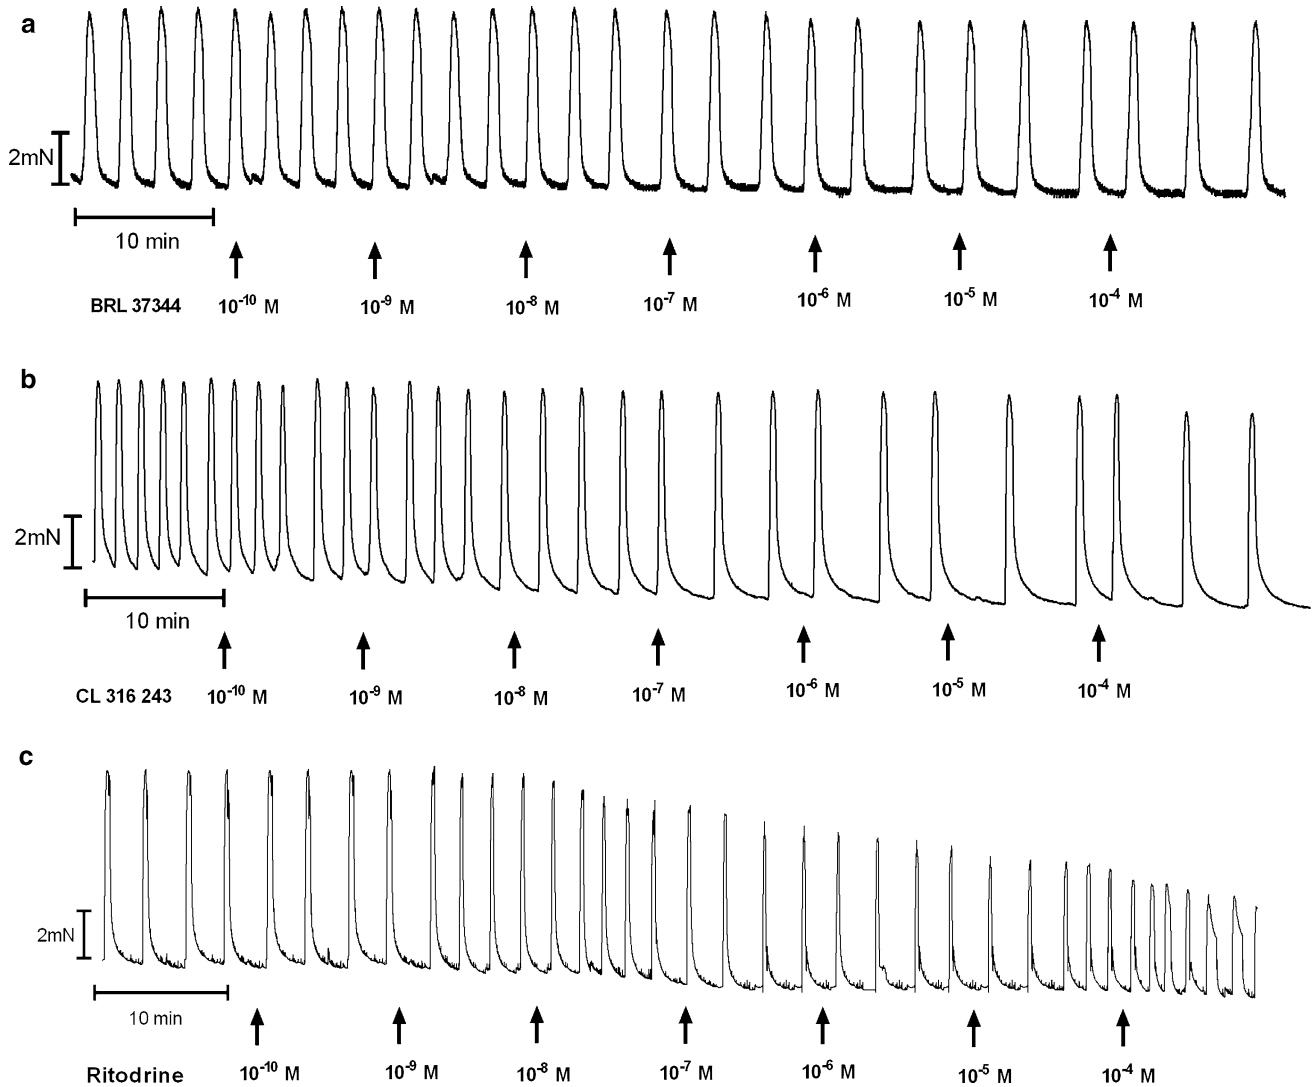 a
2mN
10 min
BRL 37344
10⁻¹⁰ M
10⁻⁹ M
10⁻⁸ M
10⁻⁷ M
10⁻⁶ M
10⁻⁵ M
10⁻⁴ M
b
2mN
10 min
CL 316 243
10⁻¹⁰ M
10⁻⁹ M
10⁻⁸ M
10⁻⁷ M
10⁻⁶ M
10⁻⁵ M
10⁻⁴ M
c
2mN
10 min
Ritodrine
10⁻¹⁰ M
10⁻⁹ M
10⁻⁸ M
10⁻⁷ M
10⁻⁶ M
10⁻⁵ M
10⁻⁴ M